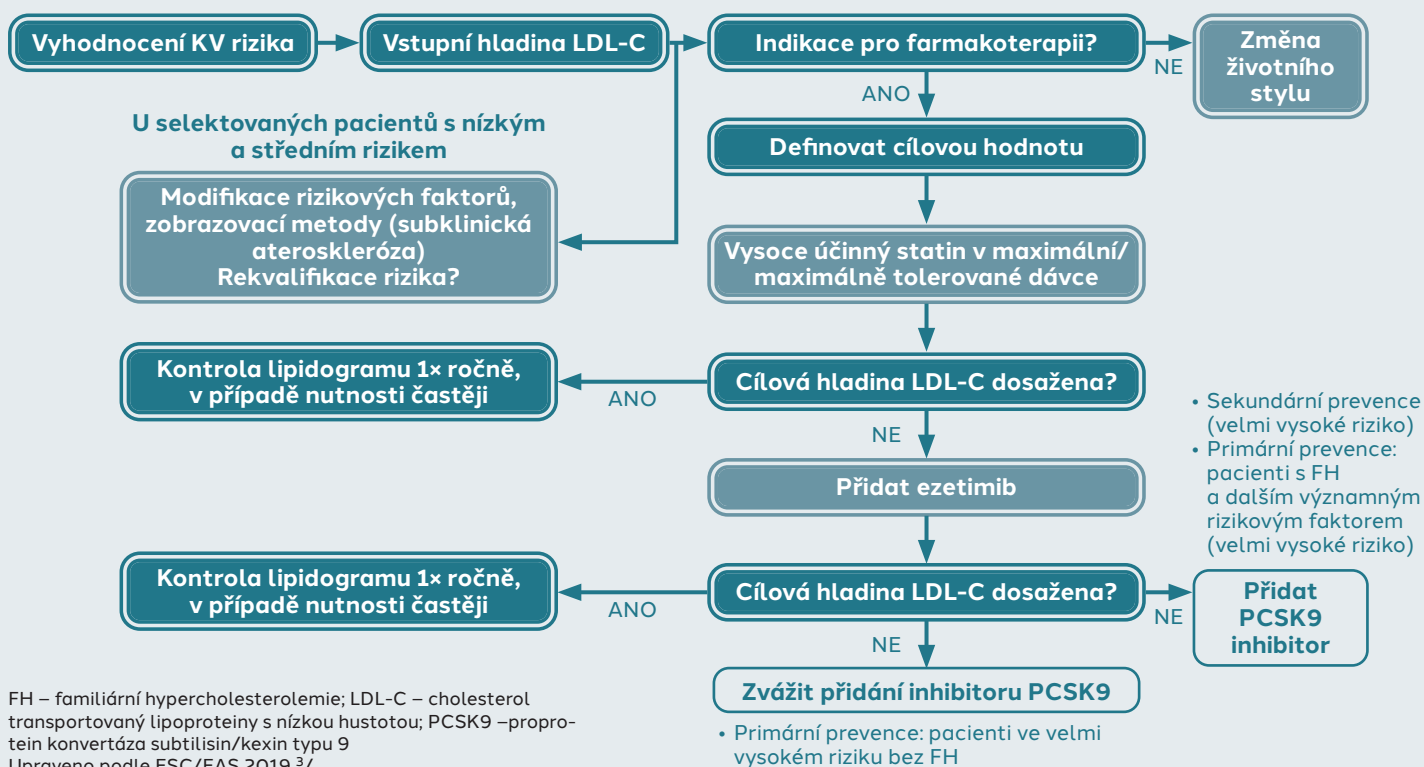 Vyhodnocení KV rizika
Vstupní hladina LDL-C
Indikace pro farmakoterapii?
NE
Změna
životního
stylu
ANO
U selektovaných pacientů s nízkým
a středním rizikem
Modifikace rizikových faktorů,
zobrazovací metody (subklinická
ateroskleróza)
Rekvalifikace rizika?
Definovat cílovou hodnotu
Vysoce účinný statin v maximální/
maximálně tolerované dávce
Kontrola lipidogramu 1× ročně,
v případě nutnosti častěji
ANO
Cílová hladina LDL-C dosažena?
NE
• Sekundární prevence
(velmi vysoké riziko)
• Primární prevence:
pacienti s FH
a dalším významným
rizikovým faktorem
(velmi vysoké riziko)
Přidat ezetimib
Kontrola lipidogramu 1× ročně,
v případě nutnosti častěji
ANO
Cílová hladina LDL-C dosažena?
NE
Přidat
PCSK9
inhibitor
NE
Zvážit přidání inhibitoru PCSK9
• Primární prevence: pacienti ve velmi
vysokém riziku bez FH
FH – familiární hypercholesterolemie; LDL-C – cholesterol
transportovaný lipoproteiny s nízkou hustotou; PCSK9 –propro-
tein konvertáza subtilisin/kexin typu 9
Upraveno podle ESC/EAS 2019 3/